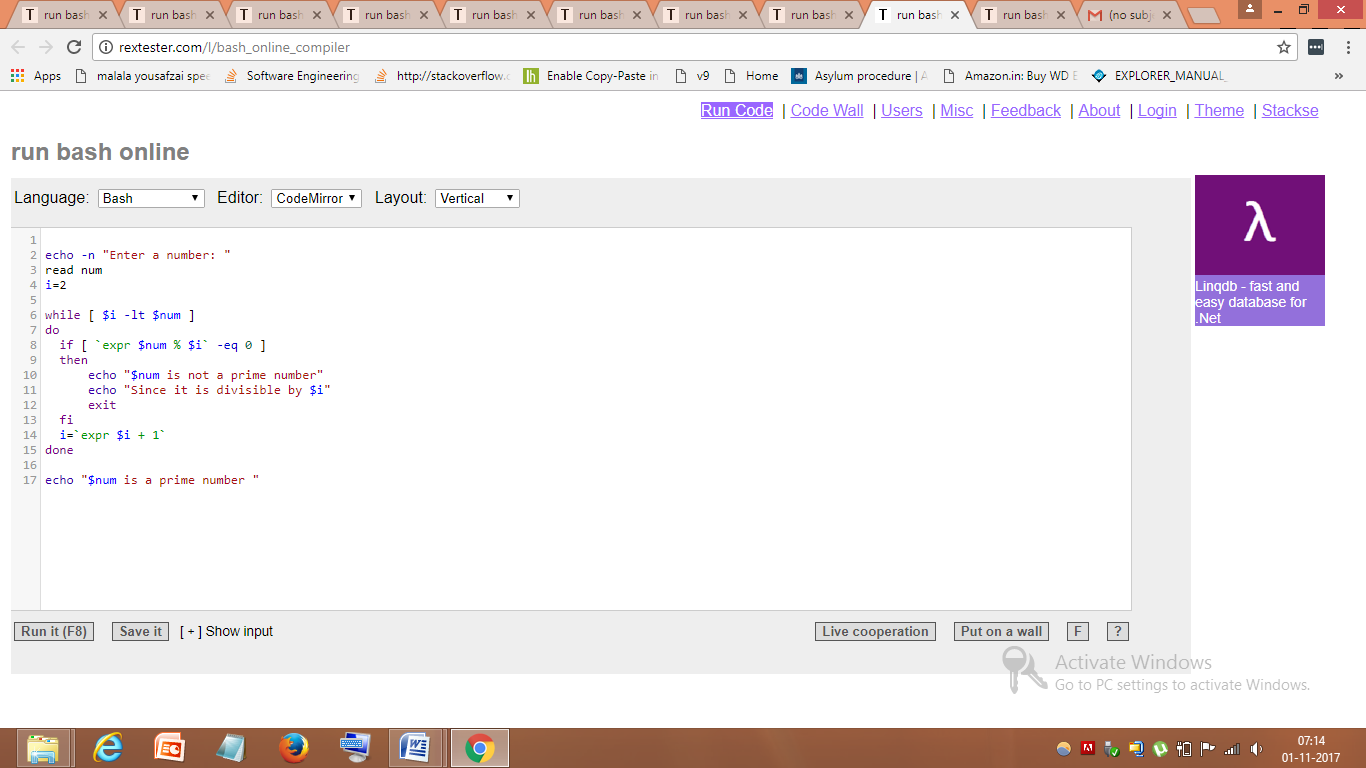 T run bash T run bash T run bash T run bash T run bash T run bash T run bash T run bash T run bash T run bash (no subj
rextester.com/l/bash_online_compiler
Apps malala yousafzai spee Software Engineering http://stackoverflow.c Enable Copy-Paste in v9 Home Asylum procedure | A Amazon.in: Buy WD E EXPLORER_MANUAL_ »
Run Code | Code Wall | Users | Misc | Feedback | About | Login | Theme | Stackse
run bash online
Language: Bash Editor: CodeMirror Layout: Vertical
1
2 echo -n "Enter a number: "
3 read num
4 i=2
5
6 while [ $i -lt $num ]
7 do
8 if [ `expr $num % $i` -eq 0 ]
9 then
10 echo "$num is not a prime number"
11 echo "Since it is divisible by $i"
12 exit
13 fi
14 i=`expr $i + 1`
15 done
16
17 echo "$num is a prime number "
λ
Linqdb - fast and
easy database for
.Net
Run it (F8) Save it [ + ] Show input Live cooperation Put on a wall F ?
Activate Windows
Go to PC settings to activate Windows.
07:14
01-11-2017